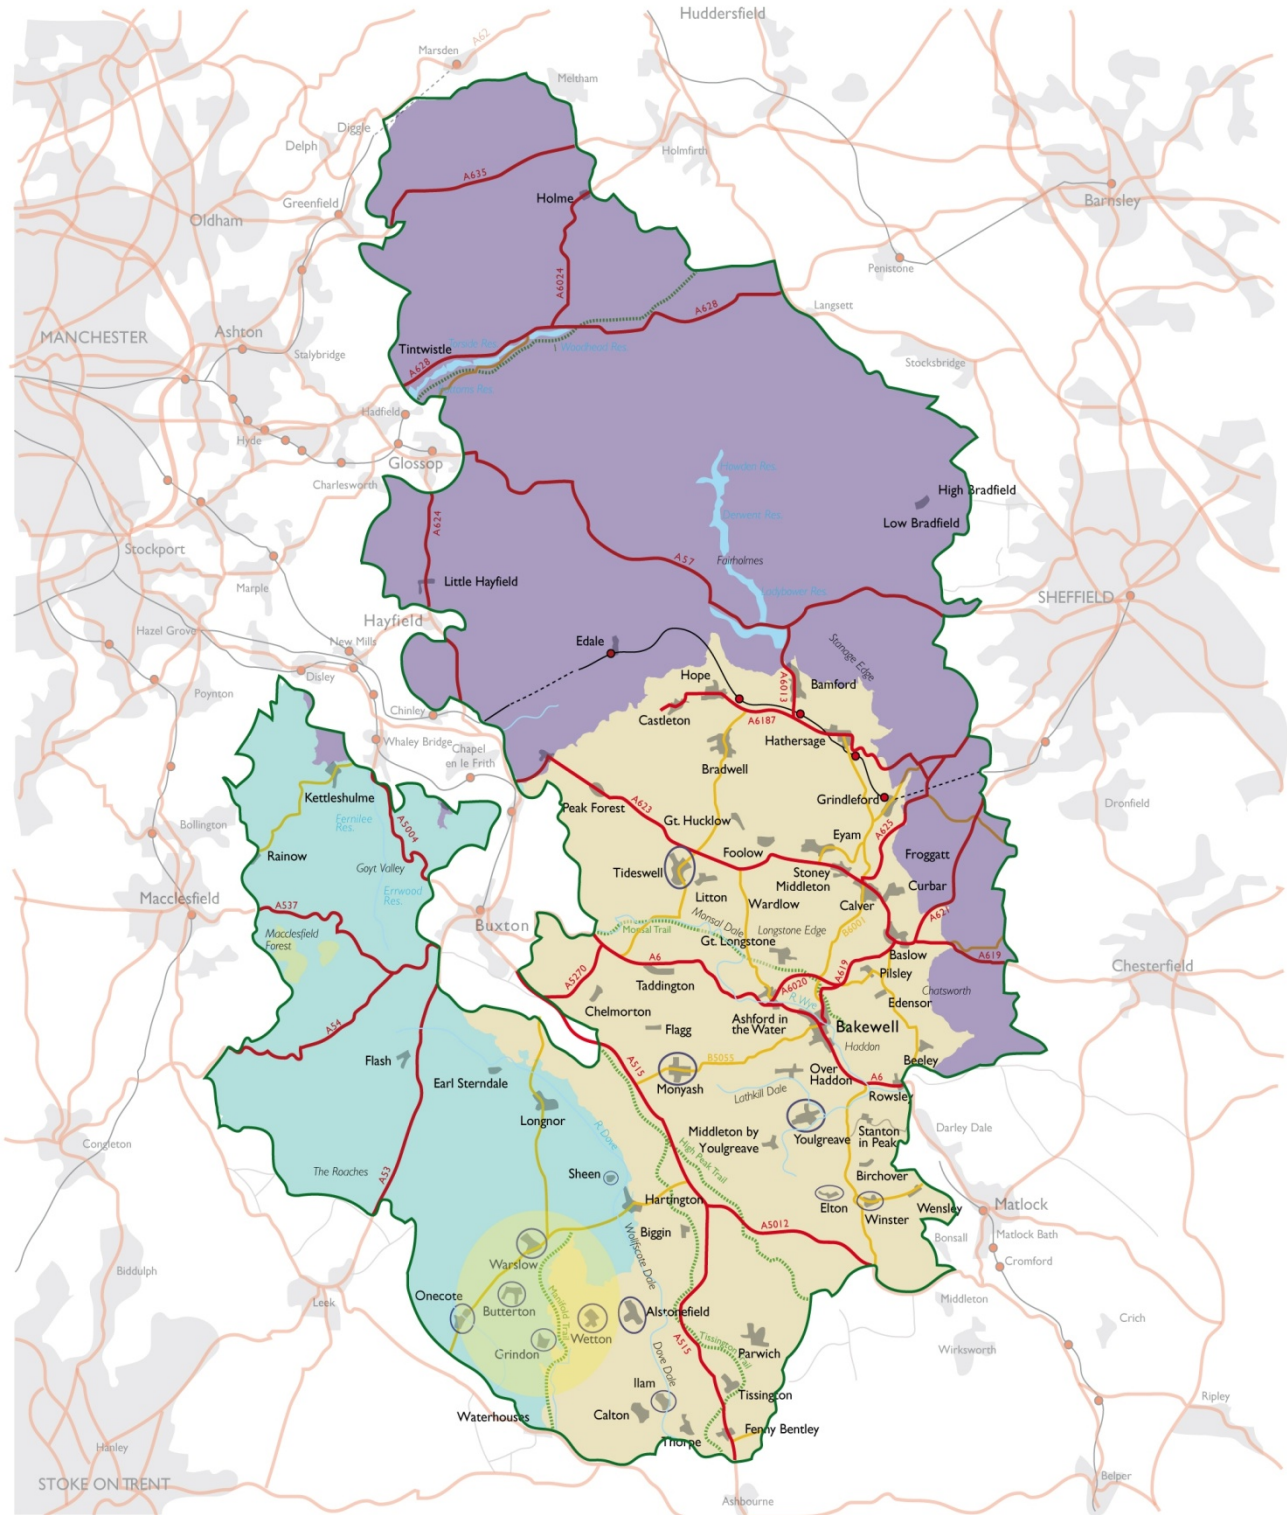 Huddersfield
A62
Marsden
Meltham
Diggle
Delph
Holmfirth
A635
Greenfield
Holme
Barnsley
Oldham
Penistone
A6024
A628
Langsett
MANCHESTER
Ashton
Stalybridge
Tintwistle
Woodhead Res.
A628
Stocksbridge
Hadfield
Hyde
Glossop
Charlesworth
Howden Res.
High Bradfield
A624
Derwent Res.
Low Bradfield
Stockport
A57
Fairholmes
Little Hayfield
Marple
Ladybower Res.
SHEFFIELD
Hayfield
Hazel Grove
New Mills
Edale
Stanage Edge
Disley
Hope
A6013
Bamford
Poynton
Chinley
Castleton
A6187
Whaley Bridge
Hathersage
Chapel
en le Frith
Bradwell
Kettleshulme
Grindleford
Dronfield
Peak Forest
A623
Fernilee
Res.
A5004
Gt. Hucklow
Bollington
Eyam
A625
Rainow
Foolow
Froggatt
Goyt Valley
Tideswell
Stoney
Middleton
Litton
Curbar
Errwood
Res.
Wardlow
Calver
Macclesfield
A537
A621
Buxton
Monsal Dale
Monsal Trail
Longstone Edge
B6001
Macclesfield
Forest
Gt. Longstone
Baslow
A619
A6
Chesterfield
A5270
Taddington
A619
Pilsley
A6020
Chatsworth
R Wye
Edensor
Chelmorton
Ashford in
the Water
Bakewell
A54
Flagg
Haddon
Flash
A515
B5055
Beeley
Earl Sterndale
Monyash
Over
Haddon
A6
Lathkill Dale
Rowsley
Longnor
R Dove
Youlgreave
Stanton
in Peak
Darley Dale
Middleton by
Youlgreave
Congleton
High Peak Trail
The Roaches
A53
Sheen
Birchover
Hartington
Elton
Winster
Wensley
Matlock
Biggin
A5012
Matlock Bath
Bonsall
Wolfscote Dale
Warslow
Cromford
Biddulph
Onecote
Butterton
Manifold Trail
Leek
Alstonefield
Middleton
Wetton
Crich
Tissington Trail
A515
Grindon
Parwich
Wirksworth
Dove Dale
Ilam
Tissington
Ripley
Waterhouses
Calton
Fenny Bentley
Thorpe
Hanley
STOKE ON TRENT
Belper
Ashbourne